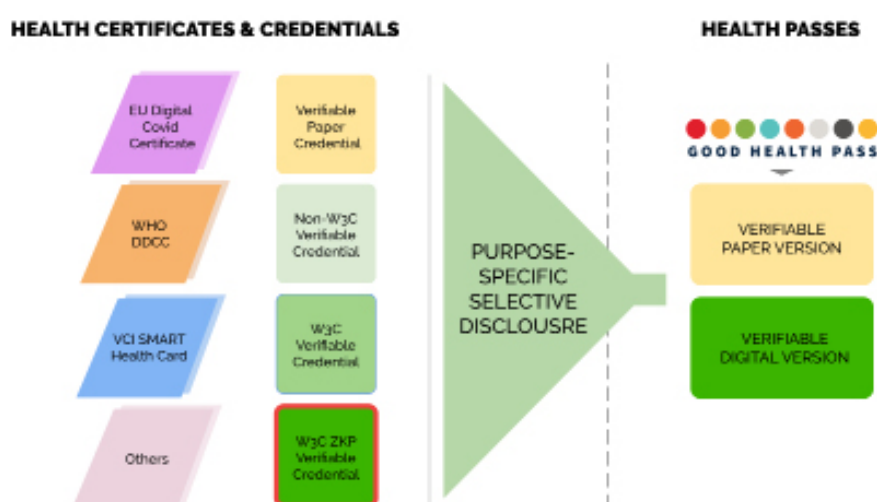 HEALTH CERTIFICATES & CREDENTIALS
HEALTH PASSES
EU Digital
Covid
Certificate
Verifiable
Paper
Credential
WHO
DDCC
Non-W3C
Verifiable
Credential
VCI SMART
Health Card
W3C
Verifiable
Credential
Others
W3C ZKP
Verifiable
Credential
PURPOSE-
SPECIFIC
SELECTIVE
DISCLOUSRE
GOOD HEALTH PASS
VERIFIABLE
PAPER VERSION
VERIFIABLE
DIGITAL VERSION